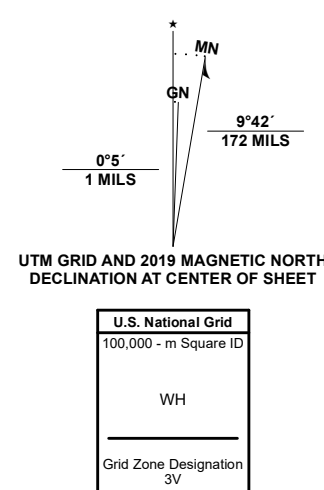 ★
MN
GN
9°42´
172 MILS
0°5´
1 MILS
UTM GRID AND 2019 MAGNETIC NORTH
DECLINATION AT CENTER OF SHEET
U.S. National Grid
100,000 - m Square ID
WH
Grid Zone Designation
3V